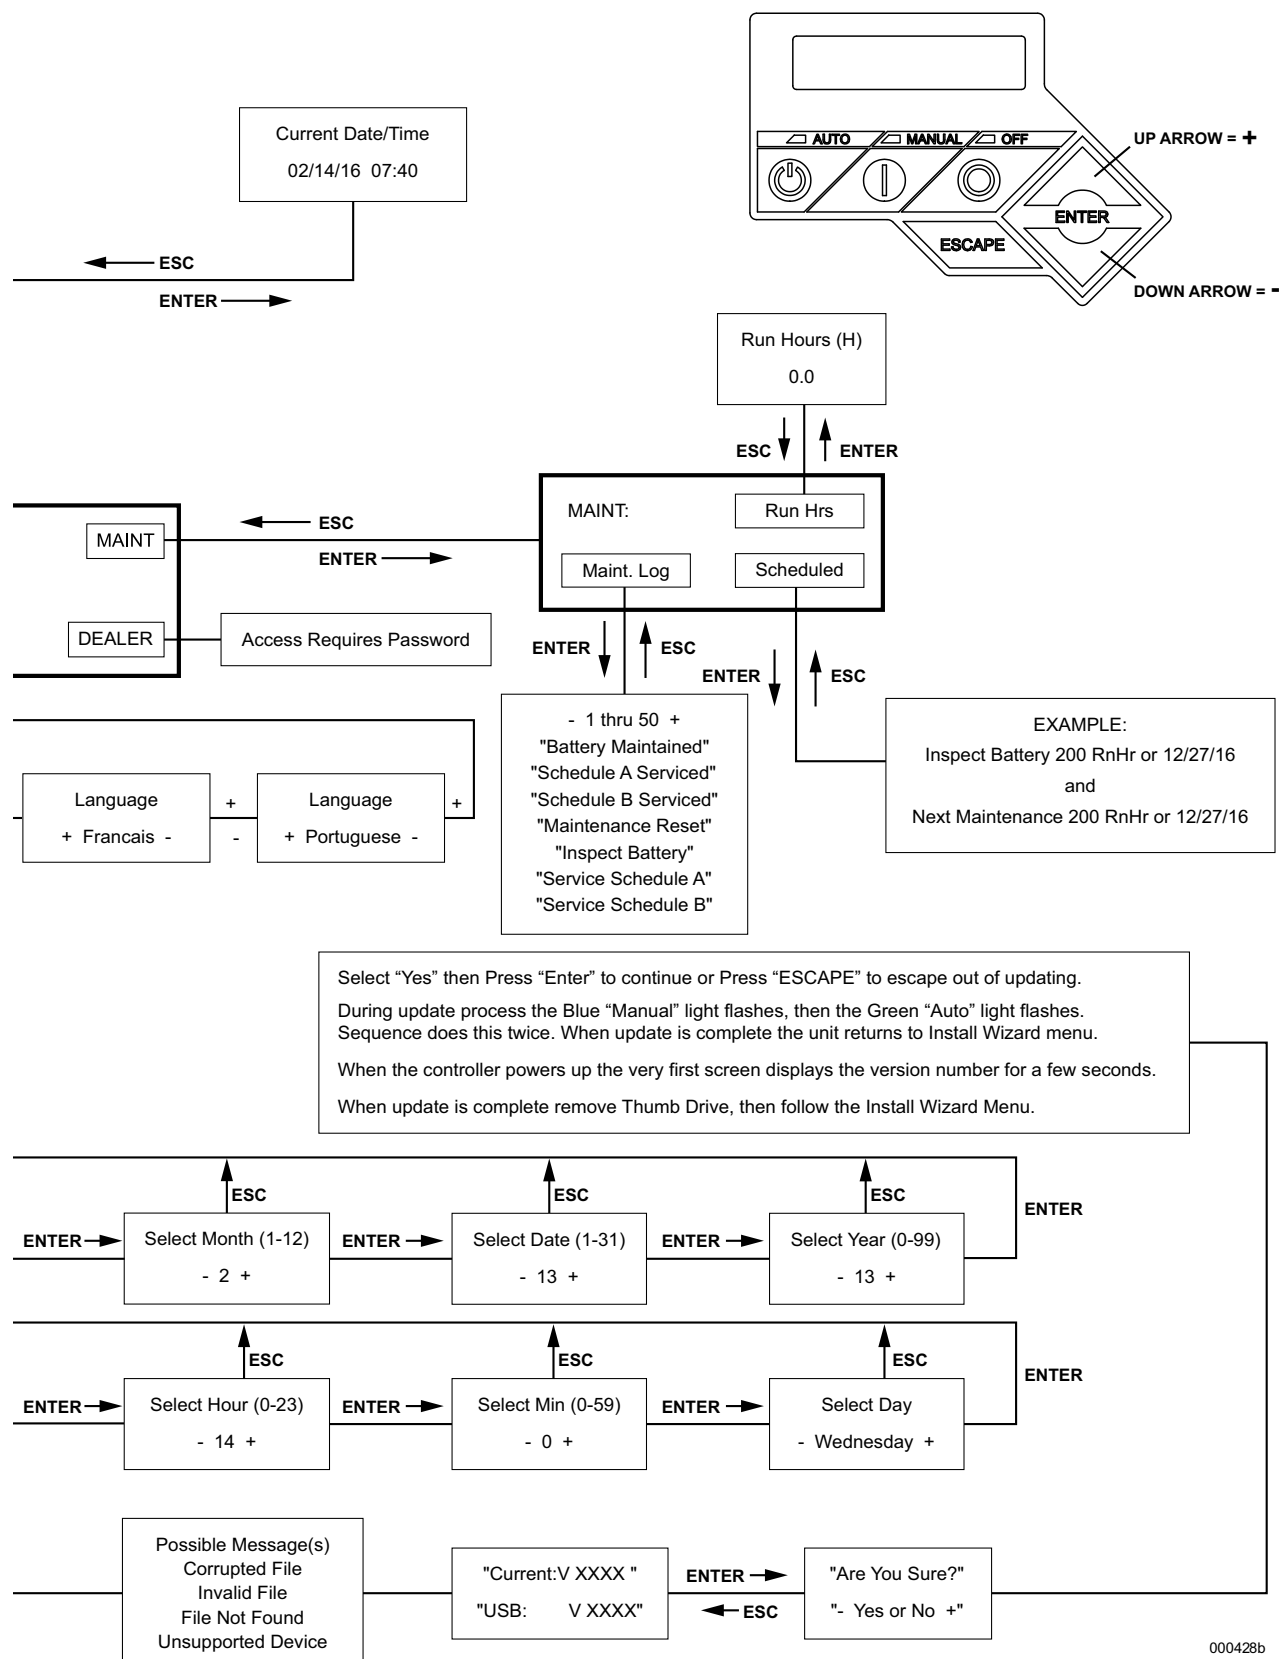 Current Date/Time
02/14/16 07:40
AUTO
MANUAL
OFF
UP ARROW = +
ENTER
ESCAPE
DOWN ARROW = -
ESC
ENTER
Run Hours (H)
0.0
ESC
ENTER
MAINT:
Run Hrs
Maint. Log
Scheduled
MAINT
ESC
ENTER
DEALER
Access Requires Password
ENTER
ESC
ENTER
ESC
- 1 thru 50 +
"Battery Maintained"
"Schedule A Serviced"
"Schedule B Serviced"
"Maintenance Reset"
"Inspect Battery"
"Service Schedule A"
"Service Schedule B"
EXAMPLE:
Inspect Battery 200 RnHr or 12/27/16
and
Next Maintenance 200 RnHr or 12/27/16
Language
+ Francais -
+
-
Language
+ Portuguese -
+
Select “Yes” then Press “Enter” to continue or Press “ESCAPE” to escape out of updating.
During update process the Blue “Manual” light flashes, then the Green “Auto” light flashes.
Sequence does this twice. When update is complete the unit returns to Install Wizard menu.
When the controller powers up the very first screen displays the version number for a few seconds.
When update is complete remove Thumb Drive, then follow the Install Wizard Menu.
ESC
ESC
ESC
ENTER
ENTER
Select Month (1-12)
- 2 +
ENTER
Select Date (1-31)
- 13 +
ENTER
Select Year (0-99)
- 13 +
ESC
ESC
ESC
ENTER
ENTER
Select Hour (0-23)
- 14 +
ENTER
Select Min (0-59)
- 0 +
ENTER
Select Day
- Wednesday +
Possible Message(s)
Corrupted File
Invalid File
File Not Found
Unsupported Device
"Current:V XXXX "
"USB: V XXXX"
ENTER
ESC
"Are You Sure?"
"- Yes or No +"
000428b